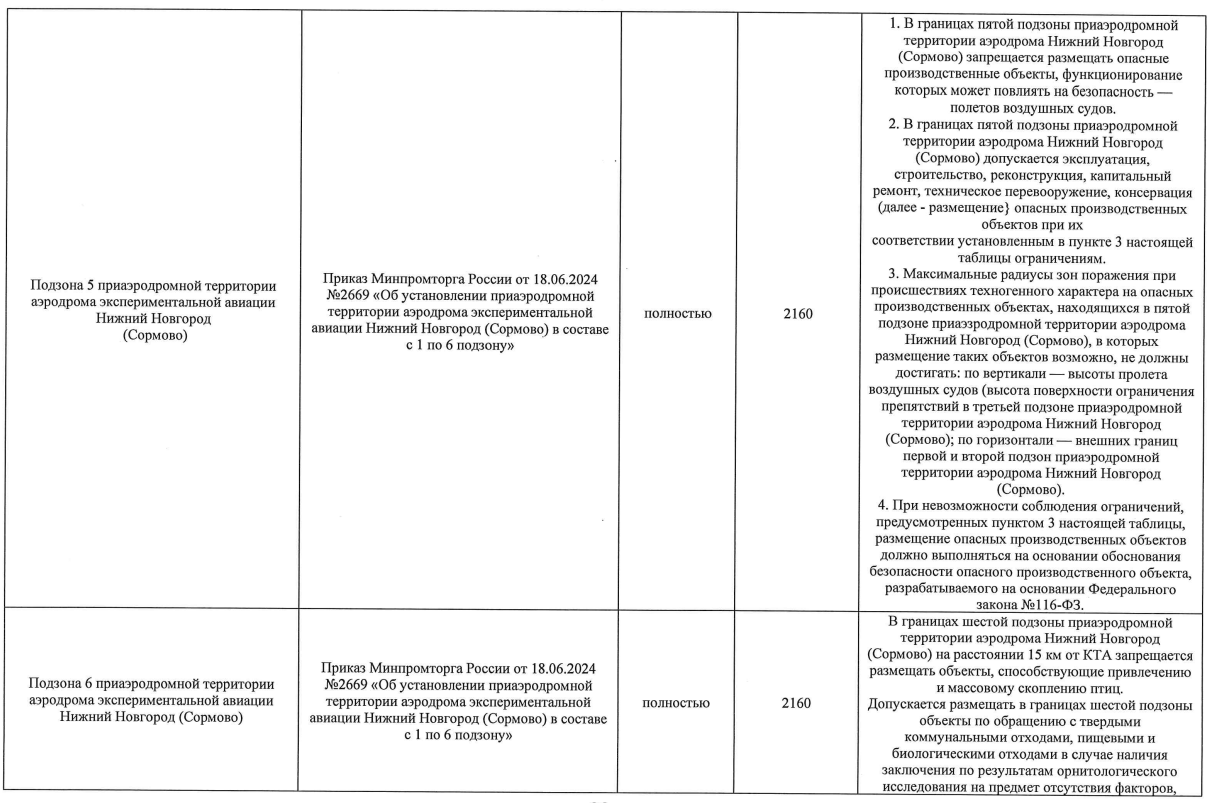 Подзона 5 приаэродромной территории
аэродрома экспериментальной авиации
Нижний Новгород
(Сормово)
Приказ Минпромторга России от 18.06.2024
№2669 «Об установлении приаэродромной
территории аэродрома экспериментальной
авиации Нижний Новгород (Сормово) в составе
с 1 по 6 подзону»
полностью
2160
1. В границах пятой подзоны приаэродромной
территории аэродрома Нижний Новгород
(Сормово) запрещается размещать опасные
производственные объекты, функционирование
которых может повлиять на безопасность —
полетов воздушных судов.
2. В границах пятой подзоны приаэродромной
территории аэродрома Нижний Новгород
(Сормово) допускается эксплуатация,
строительство, реконструкция, капитальный
ремонт, техническое перевооружение, консервация
(далее - размещение} опасных производственных
объектов при их
соответствии установленным в пункте 3 настоящей
таблицы ограничениям.
3. Максимальные радиусы зон поражения при
происшествиях техногенного характера на опасных
производственных объектах, находящихся в пятой
подзоне приаэзродромной территории аэродрома
Нижний Новгород (Сормово), в которых
размещение таких объектов возможно, не должны
достигать: по вертикали — высоты пролета
воздушных судов (высота поверхности ограничения
препятствий в третьей подзоне приаэродромной
территории аэродрома Нижний Новгород
(Сормово); по горизонтали — внешних границ
первой и второй подзон приаэродромной
территории аэродрома Нижний Новгород
(Сормово).
4. При невозможности соблюдения ограничений,
предусмотренных пунктом 3 настоящей таблицы,
размещение опасных производственных объектов
должно выполняться на основании обоснования
безопасности опасного производственного объекта,
разрабатываемого на основании Федерального
закона №116-ФЗ.
Подзона 6 приаэродромной территории
аэродрома экспериментальной авиации
Нижний Новгород (Сормово)
Приказ Минпромторга России от 18.06.2024
№2669 «Об установлении приаэродромной
территории аэродрома экспериментальной
авиации Нижний Новгород (Сормово) в составе
с 1 по 6 подзону»
полностью
2160
В границах шестой подзоны приаэродромной
территории аэродрома Нижний Новгород
(Сормово) на расстоянии 15 км от КТА запрещается
размещать объекты, способствующие привлечению
и массовому скоплению птиц.
Допускается размещать в границах шестой подзоны
объекты по обращению с твердыми
коммунальными отходами, пищевыми и
биологическими отходами в случае наличия
заключения по результатам орнитологического
исследования на предмет отсутствия факторов,